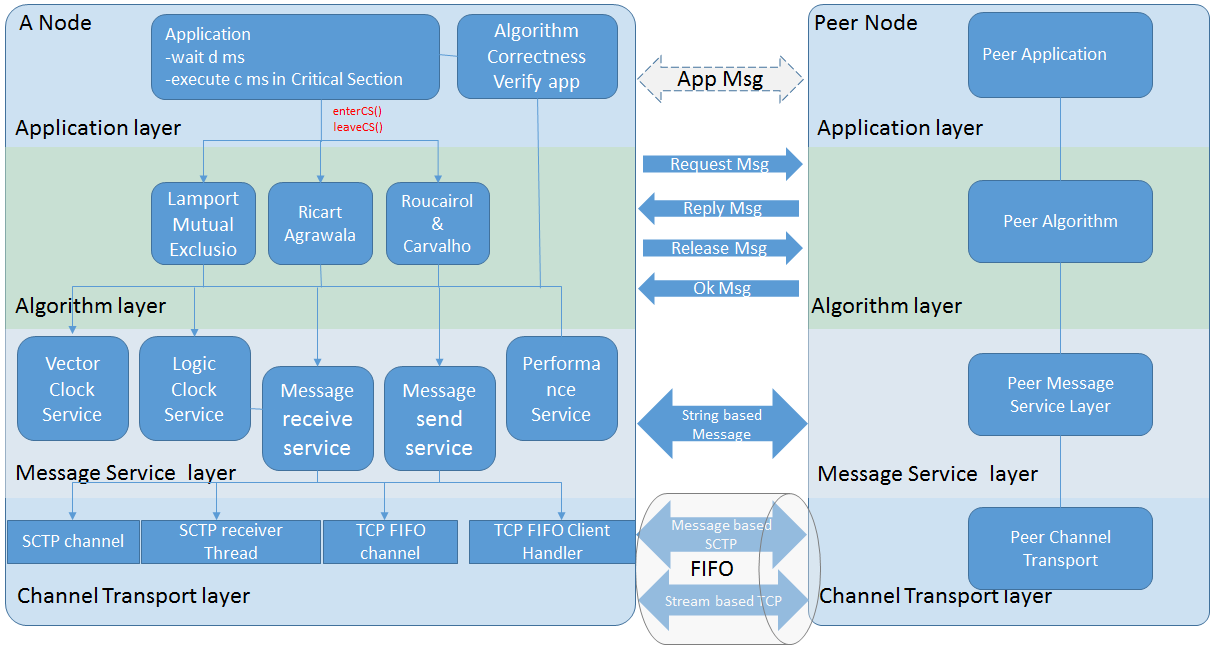 A Node
Application
-wait d ms
-execute c ms in Critical Section
Algorithm
Correctness
Verify app
enterCS()
leaveCS()
Application layer
Lamport
Mutual
Exclusio
Ricart
Agrawala
Roucairol
&
Carvalho
Algorithm layer
Vector
Clock
Service
Logic
Clock
Service
Message
receive
service
Message
send
service
Performa
nce
Service
Message Service  layer
SCTP channel
SCTP receiver
Thread
TCP FIFO
channel
TCP FIFO Client
Handler
Channel Transport layer
App Msg
Request Msg
Reply Msg
Release Msg
Ok Msg
String based
Message
Message based
SCTP
FIFO
Stream based TCP
Peer Node
Peer Application
Application layer
Peer Algorithm
Algorithm layer
Peer Message
Service Layer
Message Service  layer
Peer Channel
Transport
Channel Transport layer